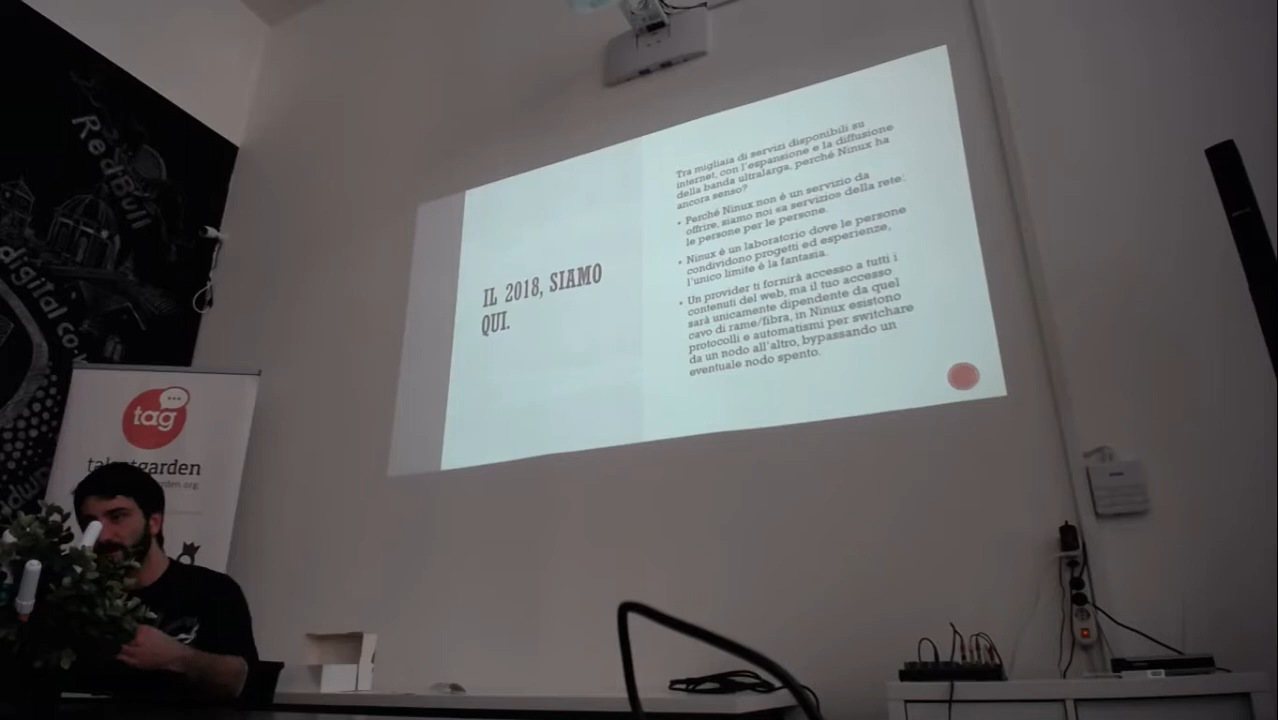 RedBull
digital co
tag
talentgarden
IL 2018, SIAMO
QUI.
Tra migliaia di servizi disponibili su
internet, con l'espansione e la diffusione
della banda ultralarga, perché Ninux ha
ancora senso?
• Perché Ninux non è un servizio da
offrire, siamo noi «a servizio» della rete:
le persone per le persone.
• Ninux è un laboratorio dove le persone
condividono progetti ed esperienze,
l'unico limite è la fantasia.
• Un provider ti fornirà accesso a tutti i
contenuti del web, ma il tuo accesso
sarà unicamente dipendente da quel
cavo di rame/fibra, in Ninux esistono
protocolli e automatismi per switchare
da un nodo all'altro, bypassando un
eventuale nodo spento.